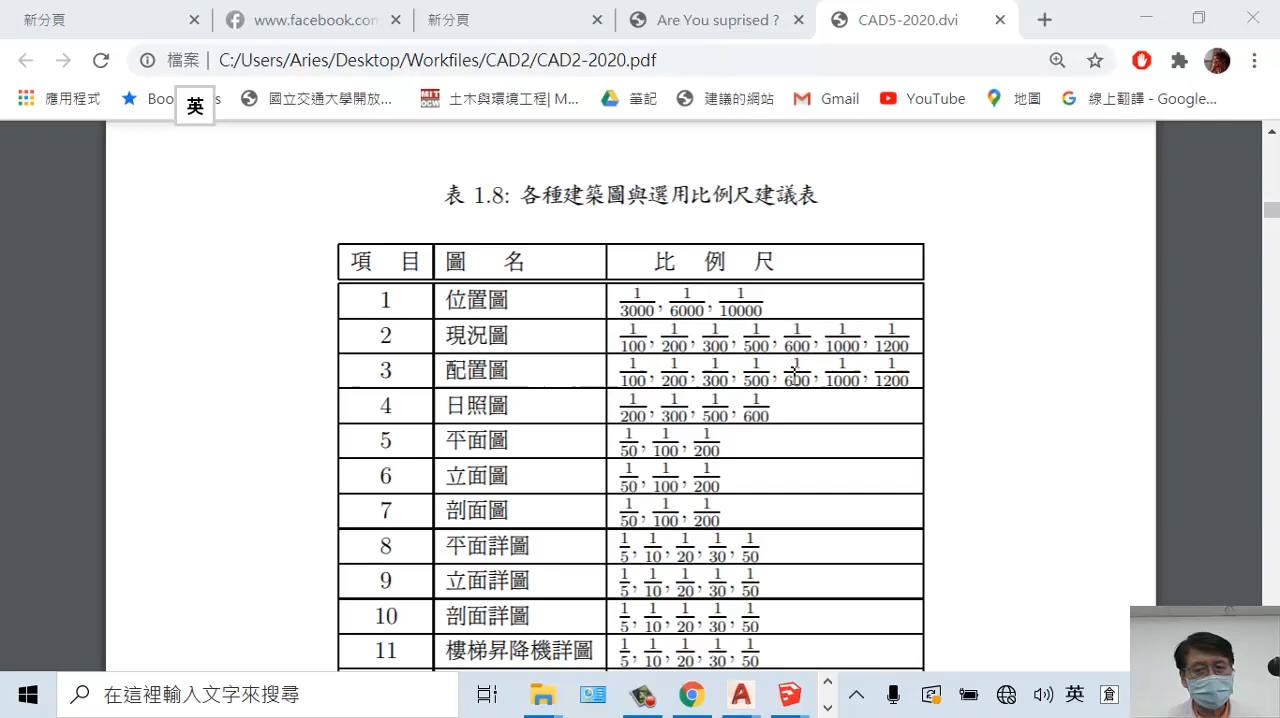 新分頁
www.facebook.con
新分頁
Are You suprised ?
CAD5-2020.dvi
檔案 C:/Users/Aries/Desktop/Workfiles/CAD2/CAD2-2020.pdf
應用程式 Boo s 國立交通大學開放... 土木與環境工程| M... 筆記 建議的網站 Gmail YouTube 地圖 線上翻譯 - Google...
英
表 1.8: 各種建築圖與選用比例尺建議表
項 目 圖 名 比 例 尺
1 位置圖 1/3000, 1/6000, 1/10000
2 現況圖 1/100, 1/200, 1/300, 1/500, 1/600, 1/1000, 1/1200
3 配置圖 1/100, 1/200, 1/300, 1/500, 1/600, 1/1000, 1/1200
4 日照圖 1/200, 1/300, 1/500, 1/600
5 平面圖 1/50, 1/100, 1/200
6 立面圖 1/50, 1/100, 1/200
7 剖面圖 1/50, 1/100, 1/200
8 平面詳圖 1/5, 1/10, 1/20, 1/30, 1/50
9 立面詳圖 1/5, 1/10, 1/20, 1/30, 1/50
10 剖面詳圖 1/5, 1/10, 1/20, 1/30, 1/50
11 樓梯昇降機詳圖 1/5, 1/10, 1/20, 1/30, 1/50
在這裡輸入文字來搜尋
英
倉